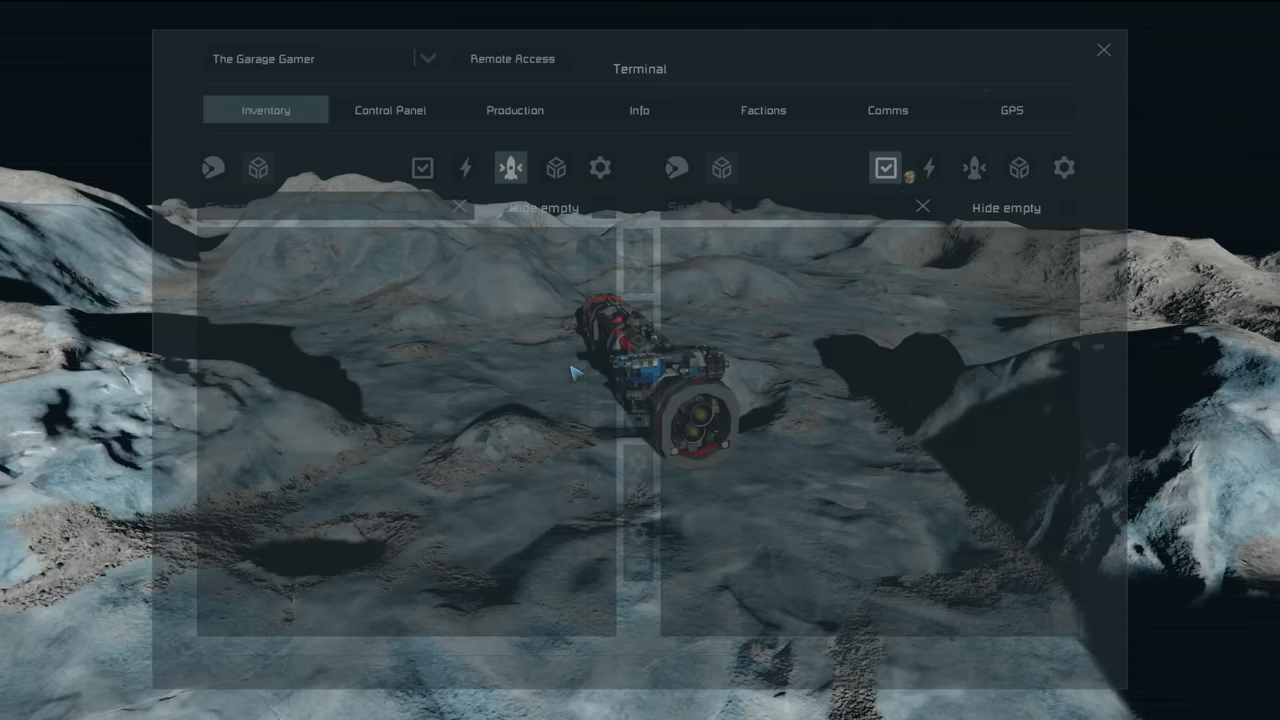 The Garage Gamer
Remote Access
Terminal
Inventory
Control Panel
Production
Info
Factions
Comms
GPS
Hide empty
Hide empty